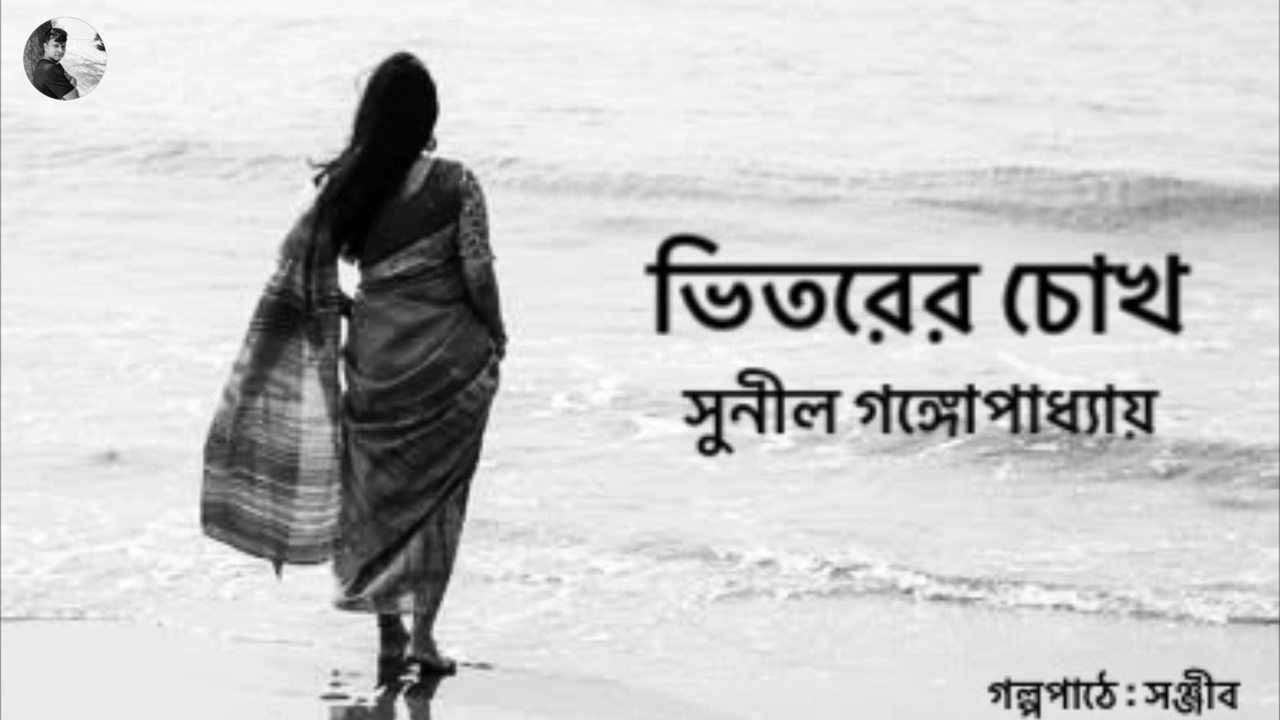 ভিতরের চোখ
সুনীল গঙ্গোপাধ্যায়
গল্পপাঠে : সঞ্জীব